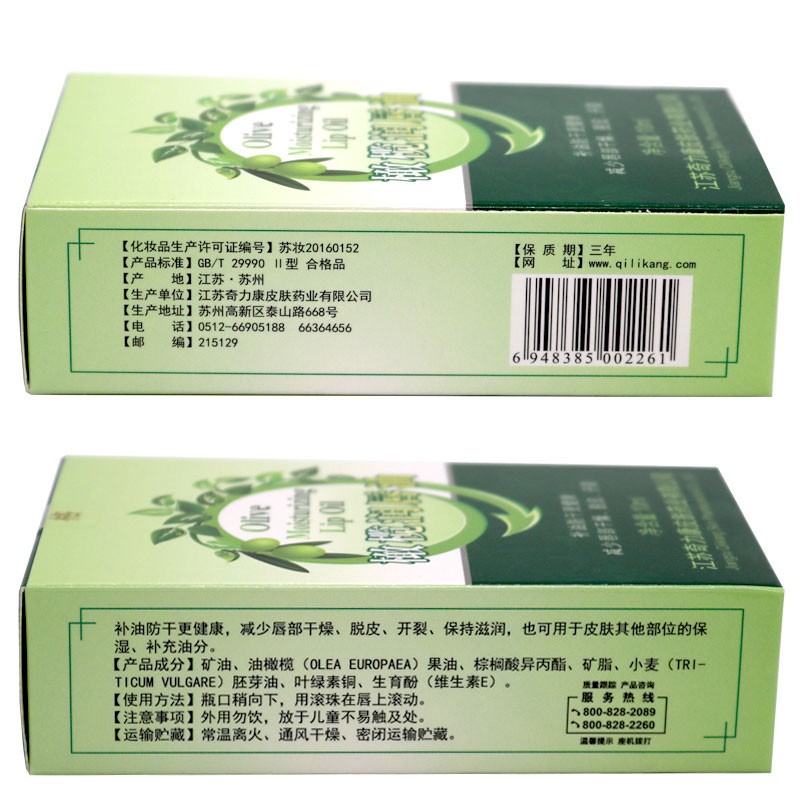 Olive
Moisturizing
Lip Oil
橄榄滋润唇油
【化妆品生产许可证编号】苏妆20160152
【产品标准】GB/T 29990 Ⅱ型 合格品
【产 地】江苏·苏州
【生产单位】江苏奇力康皮肤药业有限公司
【生产地址】苏州高新区泰山路668号
【电 话】0512-66905188 66364656
【邮 编】215129
【保 质 期】三年
【网 址】www.qilikang.com
6 948385 002261
Olive
Moisturizing
Lip Oil
补油防干更健康，减少唇部干燥、脱皮、开裂、保持滋润，也可用于皮肤其他部位的保
湿、补充油分。
【产品成分】矿油、油橄榄（OLEA EUROPAEA）果油、棕榈酸异丙酯、矿脂、小麦（TRI-
TICUM VULGARE）胚芽油、叶绿素铜、生育酚（维生素E）。
【使用方法】瓶口稍向下，用滚珠在唇上滚动。
【注意事项】外用勿饮，放于儿童不易触及处。
【运输贮藏】常温离火、通风干燥、密闭运输贮藏。
质量跟踪 产品咨询
服务热线
800-828-2089
800-828-2260
温馨提示 座机拨打